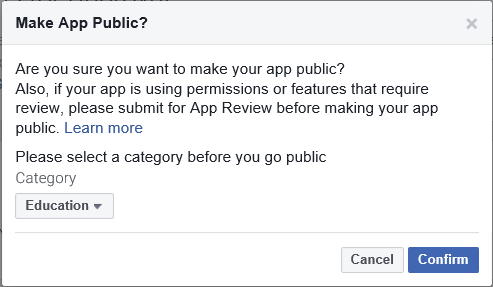 Make App Public?
Are you sure you want to make your app public?
Also, if your app is using permissions or features that require
review, please submit for App Review before making your app
public. Learn more
Please select a category before you go public
Category
Education
Cancel
Confirm